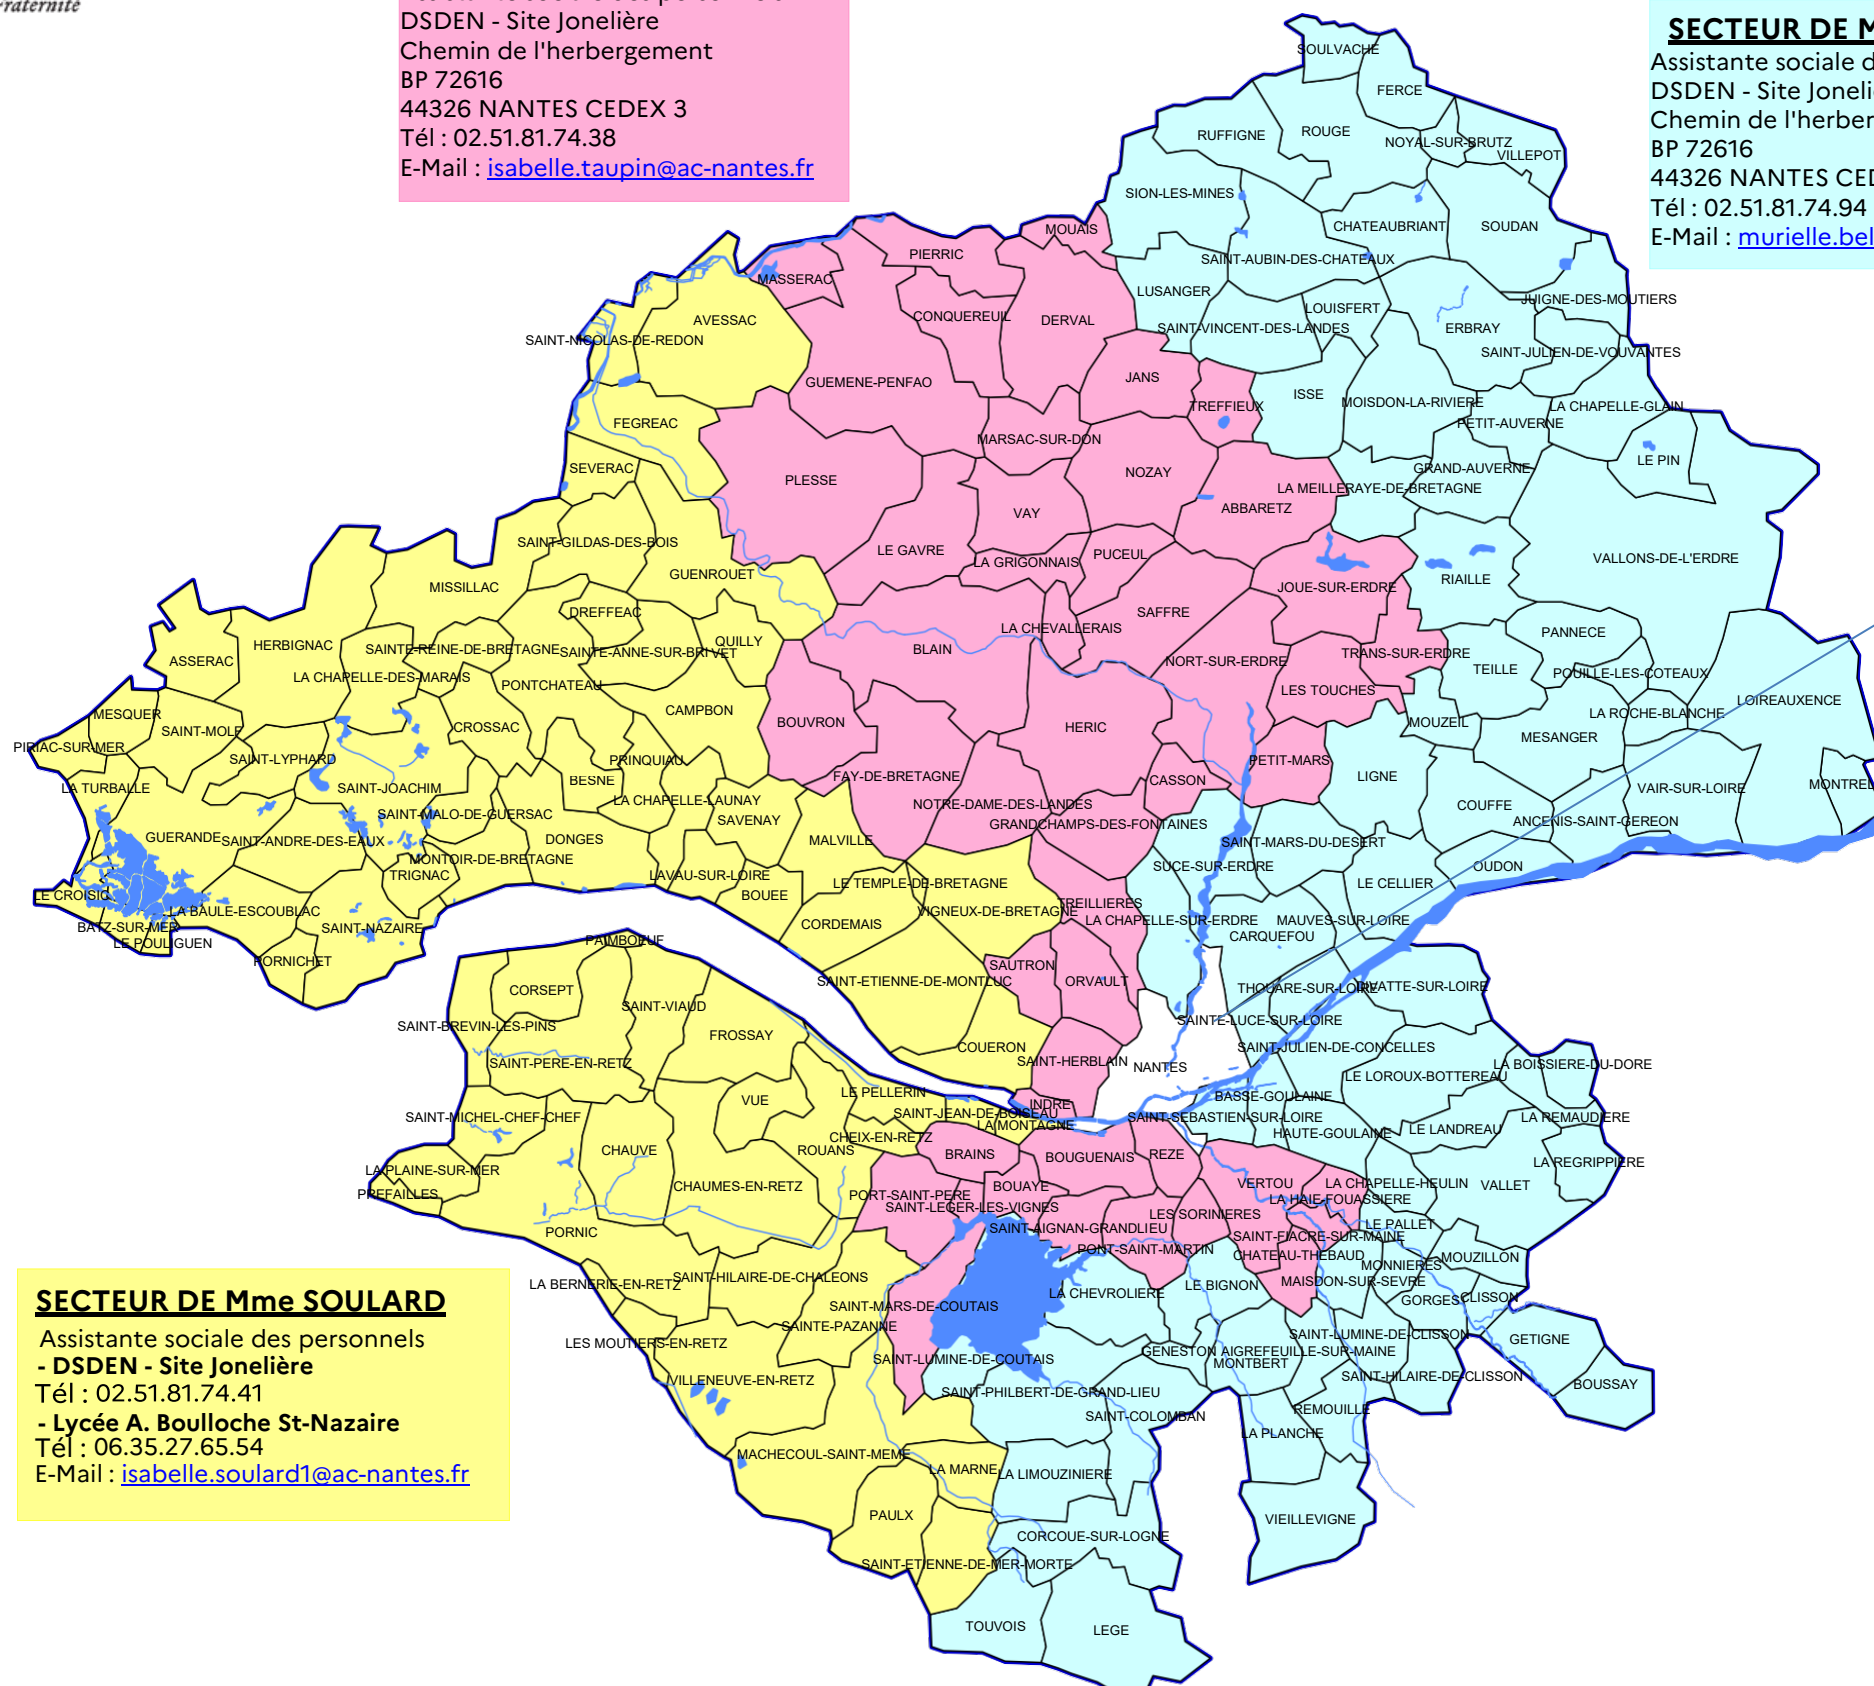 Fraternité
DSDEN - Site Jonelière
Chemin de l'herbergement
BP 72616
44326 NANTES CEDEX 3
Tél : 02.51.81.74.38
E-Mail : isabelle.taupin@ac-nantes.fr
SECTEUR DE M
Assistante sociale d
DSDEN - Site Joneli
Chemin de l'herber
BP 72616
44326 NANTES CED
Tél : 02.51.81.74.94
E-Mail : murielle.bel
SOULVACHE
FERCE
RUFFIGNE
ROUGE
NOYAL-SUR-BRUTZ
VILLEPOT
SION-LES-MINES
CHATEAUBRIANT
SOUDAN
MOUAIS
PIERRIC
SAINT-AUBIN-DES-CHATEAUX
MASSERAC
LUSANGER
JUIGNE-DES-MOUTIERS
LOUISFERT
AVESSAC
CONQUEREUIL
DERVAL
SAINT-VINCENT-DES-LANDES
ERBRAY
SAINT-NICOLAS-DE-REDON
SAINT-JULIEN-DE-VOUVANTES
GUEMENE-PENFAO
JANS
ISSE
MOISDON-LA-RIVIERE
TREFFIEUX
LA CHAPELLE-GLAIN
FEGREAC
PETIT-AUVERNE
MARSAC-SUR-DON
LE PIN
SEVERAC
GRAND-AUVERNE
PLESSE
NOZAY
LA MEILLERAYE-DE-BRETAGNE
ABBARETZ
VAY
SAINT-GILDAS-DES-BOIS
LE GAVRE
PUCEUL
VALLONS-DE-L'ERDRE
LA GRIGONNAIS
GUENROUET
RIAILLE
MISSILLAC
JOUE-SUR-ERDRE
DREFFEAC
SAFFRE
LA CHEVALLERAIS
PANNECE
HERBIGNAC
SAINTE-REINE-DE-BRETAGNE
SAINTE-ANNE-SUR-BRIVET
QUILLY
BLAIN
TRANS-SUR-ERDRE
ASSERAC
NORT-SUR-ERDRE
TEILLE
POUILLE-LES-COTEAUX
LA CHAPELLE-DES-MARAIS
PONTCHATEAU
LES TOUCHES
LOIREAUXENCE
MESQUER
CAMPBON
LA ROCHE-BLANCHE
SAINT-MOLF
CROSSAC
BOUVRON
HERIC
MOUZEIL
MESANGER
PIRIAC-SUR-MER
SAINT-LYPHARD
PRINQUIAU
PETIT-MARS
BESNE
FAY-DE-BRETAGNE
CASSON
LIGNE
LA TURBALLE
SAINT-JOACHIM
VAIR-SUR-LOIRE
MONTREL
LA CHAPELLE-LAUNAY
NOTRE-DAME-DES-LANDES
COUFFE
SAINT-MALO-DE-GUERSAC
SAVENAY
GRANDCHAMPS-DES-FONTAINES
ANCENIS-SAINT-GEREON
GUERANDE
SAINT-ANDRE-DES-EAUX
DONGES
MALVILLE
SAINT-MARS-DU-DESERT
MONTOIR-DE-BRETAGNE
SUCE-SUR-ERDRE
OUDON
TRIGNAC
LAVAU-SUR-LOIRE
LE TEMPLE-DE-BRETAGNE
LE CELLIER
LE CROISIC
BOUEE
TREILLIERES
LA BAULE-ESCOUBLAC
VIGNEUX-DE-BRETAGNE
LA CHAPELLE-SUR-ERDRE
MAUVES-SUR-LOIRE
BATZ-SUR-MER
SAINT-NAZAIRE
CORDEMAIS
CARQUEFOU
LE POULIGUEN
PAIMBOEUF
PORNICHET
SAUTRON
SAINT-ETIENNE-DE-MONTLUC
ORVAULT
CORSEPT
THOUARE-SUR-LOIRE
DIVATTE-SUR-LOIRE
SAINT-VIAUD
SAINT-BREVIN-LES-PINS
SAINTE-LUCE-SUR-LOIRE
FROSSAY
COUERON
SAINT-JULIEN-DE-CONCELLES
SAINT-PERE-EN-RETZ
SAINT-HERBLAIN
NANTES
LA BOISSIERE-DU-DORE
LE LOROUX-BOTTEREAU
LE PELLERIN
VUE
BASSE-GOULAINE
INDRE
SAINT-MICHEL-CHEF-CHEF
SAINT-JEAN-DE-BOISEAU
SAINT-SEBASTIEN-SUR-LOIRE
LA REMAUDIERE
LA MONTAGNE
LE LANDREAU
CHEIX-EN-RETZ
HAUTE-GOULAINE
CHAUVE
ROUANS
BRAINS
BOUGUENAIS
REZE
LA REGRIPPIERE
LA PLAINE-SUR-MER
CHAUMES-EN-RETZ
BOUAYE
VERTOU
LA CHAPELLE-HEULIN
VALLET
PREFAILLES
PORT-SAINT-PERE
LA HAIE-FOUASSIERE
SAINT-LEGER-LES-VIGNES
LES SORINIERES
SAINT-AIGNAN-GRANDLIEU
LE PALLET
PORNIC
SAINT-FIACRE-SUR-MAINE
PONT-SAINT-MARTIN
CHATEAU-THEBAUD
MOUZILLON
MONNIERES
LA BERNERIE-EN-RETZ
SAINT-HILAIRE-DE-CHALEONS
LE BIGNON
MAISDON-SUR-SEVRE
LA CHEVROLIERE
GORGES
CLISSON
SAINT-MARS-DE-COUTAIS
SAINTE-PAZANNE
SAINT-LUMINE-DE-CLISSON
GETIGNE
LES MOUTIERS-EN-RETZ
GENESTON
AIGREFEUILLE-SUR-MAINE
SAINT-LUMINE-DE-COUTAIS
MONTBERT
VILLENEUVE-EN-RETZ
SAINT-HILAIRE-DE-CLISSON
BOUSSAY
SAINT-PHILBERT-DE-GRAND-LIEU
SAINT-COLOMBAN
REMOUILLE
LA PLANCHE
MACHECOUL-SAINT-MEME
LA MARNE
LA LIMOUZINIERE
PAULX
VIEILLEVIGNE
CORCOUE-SUR-LOGNE
SAINT-ETIENNE-DE-MER-MORTE
TOUVOIS
LEGE
SECTEUR DE Mme SOULARD
Assistante sociale des personnels
- DSDEN - Site Jonelière
Tél : 02.51.81.74.41
- Lycée A. Boulloche St-Nazaire
Tél : 06.35.27.65.54
E-Mail : isabelle.soulard1@ac-nantes.fr